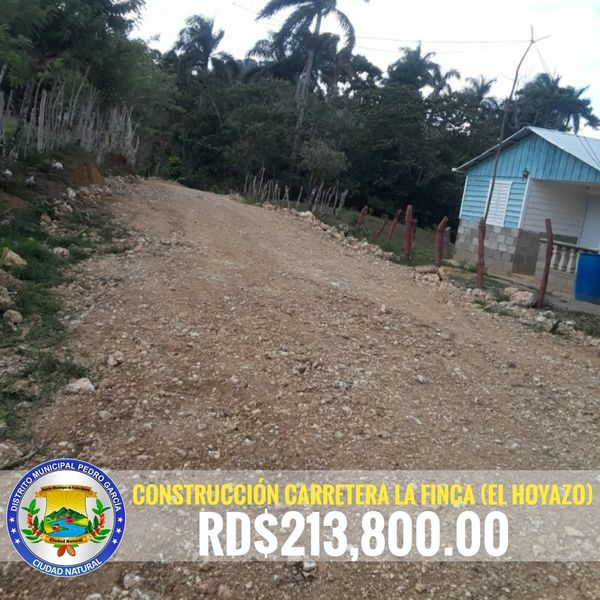 CONSTRUCCIÓN CARRETERA LA FINCA (EL HOYAZO)
RD$213,800.00
DISTRITO MUNICIPAL PEDRO GARCÍA
Ciudad Natural
CIUDAD NATURAL